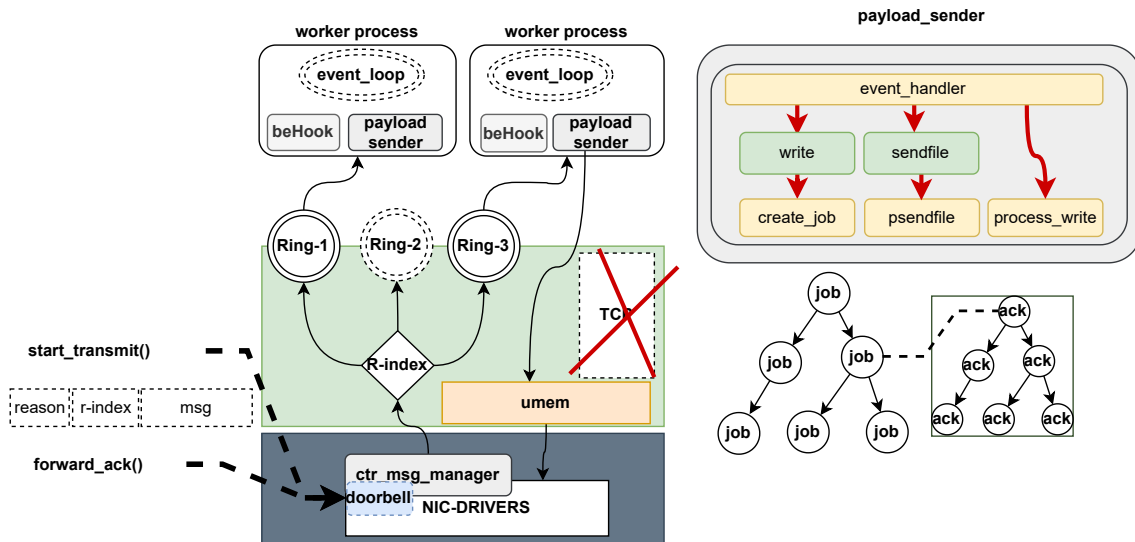 worker process
event_loop
beHook
payload
sender
worker process
event_loop
beHook
payload
sender
Ring-1
Ring-2
Ring-3
R-index
umem
start_transmit()
reason
r-index
msg
forward_ack()
ctr_msg_manager
doorbell
NIC-DRIVERS
payload_sender
event_handler
write
sendfile
create_job
psendfile
process_write
job
job
job
job
job
job
ack
ack
ack
ack
ack
ack